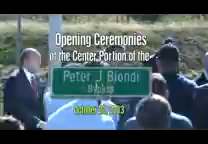 Opening Ceremonies
of the Center Portion of the
Peter J Biondi
Bypass